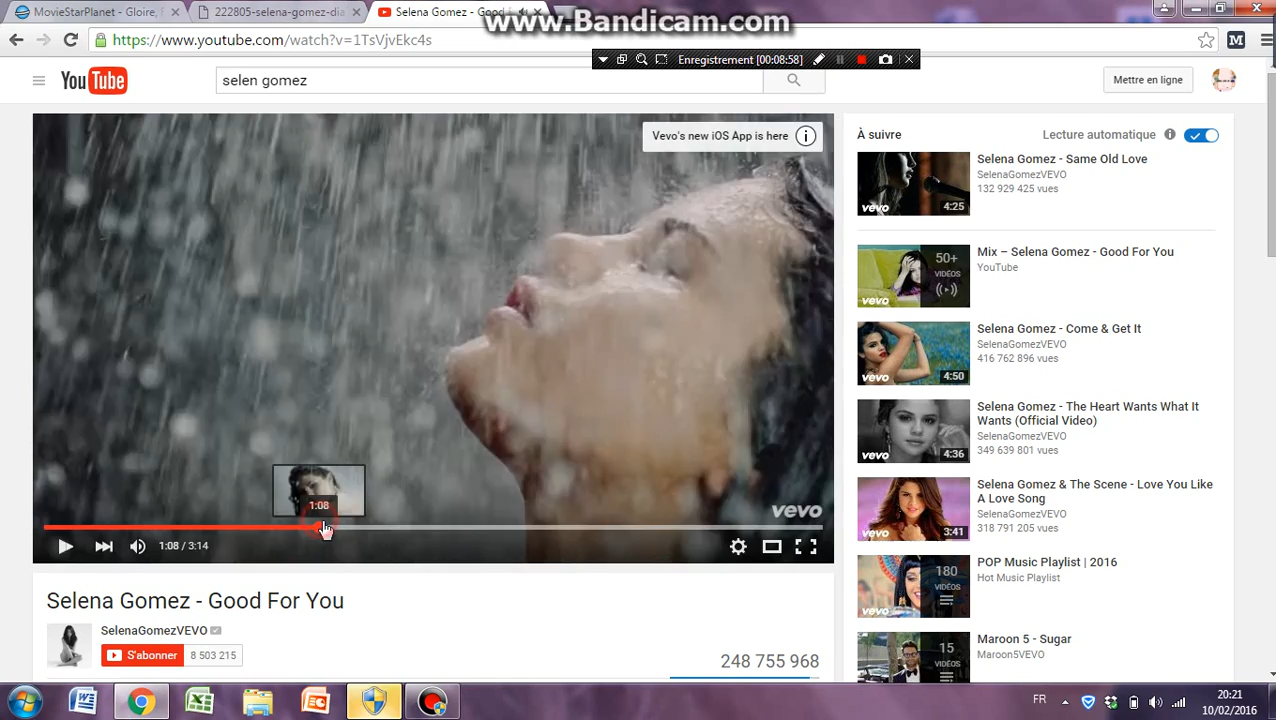 MovieStarPlanet - Gloire,
222805-selena-gomez-dia
Selena Gomez - Good F
www.Bandicam.com
https://www.youtube.com/watch?v=1TsVjvEkc4s
Enregistrement [00:08:58]
YouTube
selen gomez
Mettre en ligne
Vevo's new iOS App is here
À suivre
Lecture automatique
Selena Gomez - Same Old Love
SelenaGomezVEVO
132 929 425 vues
vevo
4:25
50+
VIDÉOS
vevo
Mix – Selena Gomez - Good For You
YouTube
Selena Gomez - Come & Get It
SelenaGomezVEVO
416 762 896 vues
vevo
4:50
Selena Gomez - The Heart Wants What It
Wants (Official Video)
SelenaGomezVEVO
349 639 801 vues
vevo
4:36
Selena Gomez & The Scene - Love You Like
A Love Song
SelenaGomezVEVO
318 791 205 vues
vevo
3:41
POP Music Playlist | 2016
Hot Music Playlist
180
VIDÉOS
vevo
Maroon 5 - Sugar
Maroon5VEVO
15
VIDÉOS
1:08
vevo
1:08 / 3:14
Selena Gomez - Good For You
SelenaGomezVEVO
S'abonner
8 503 215
248 755 968
FR
20:21
10/02/2016